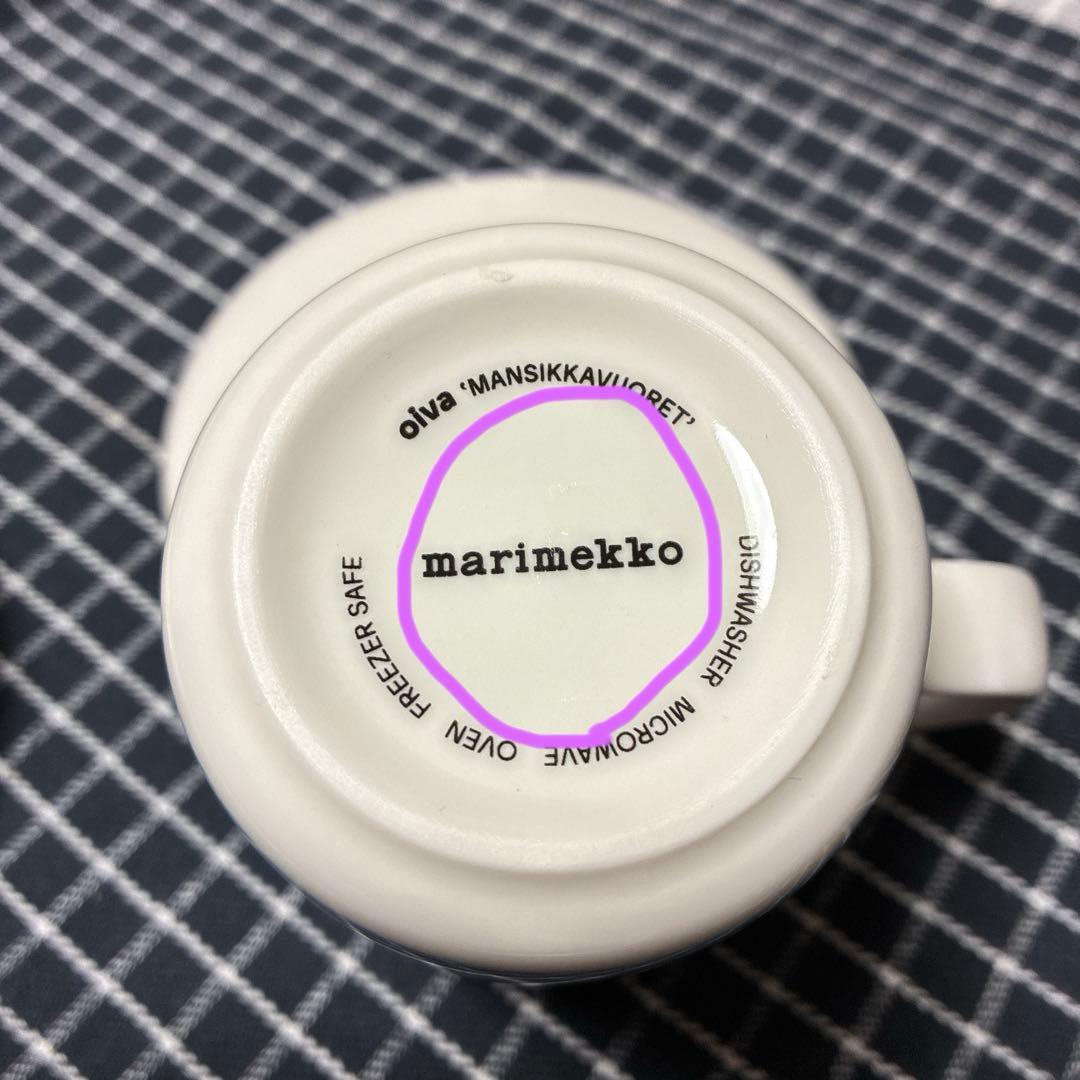 oiva ‘MANSIKKAVUORET’
marimekko
DISHWASHER MICROWAVE OVEN FREEZER SAFE